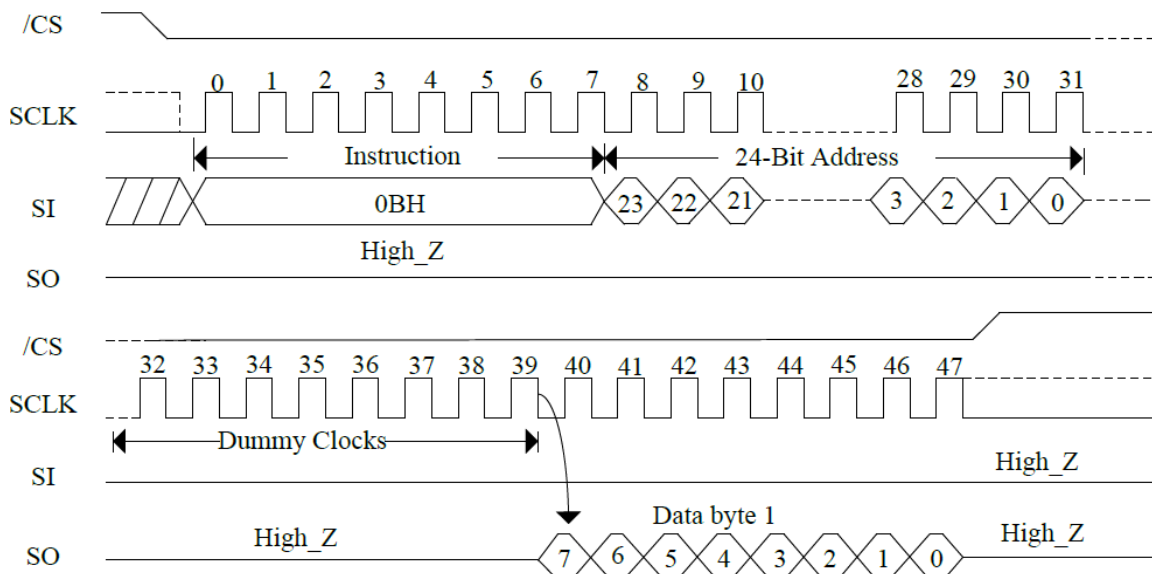 /CS
0 1 2 3 4 5 6 7 8 9 10 28 29 30 31
SCLK
Instruction 24-Bit Address
SI 0BH 23 22 21 3 2 1 0
High_Z
SO
/CS
32 33 34 35 36 37 38 39 40 41 42 43 44 45 46 47
SCLK
Dummy Clocks
SI High_Z
Data byte 1
SO High_Z 7 6 5 4 3 2 1 0 High_Z